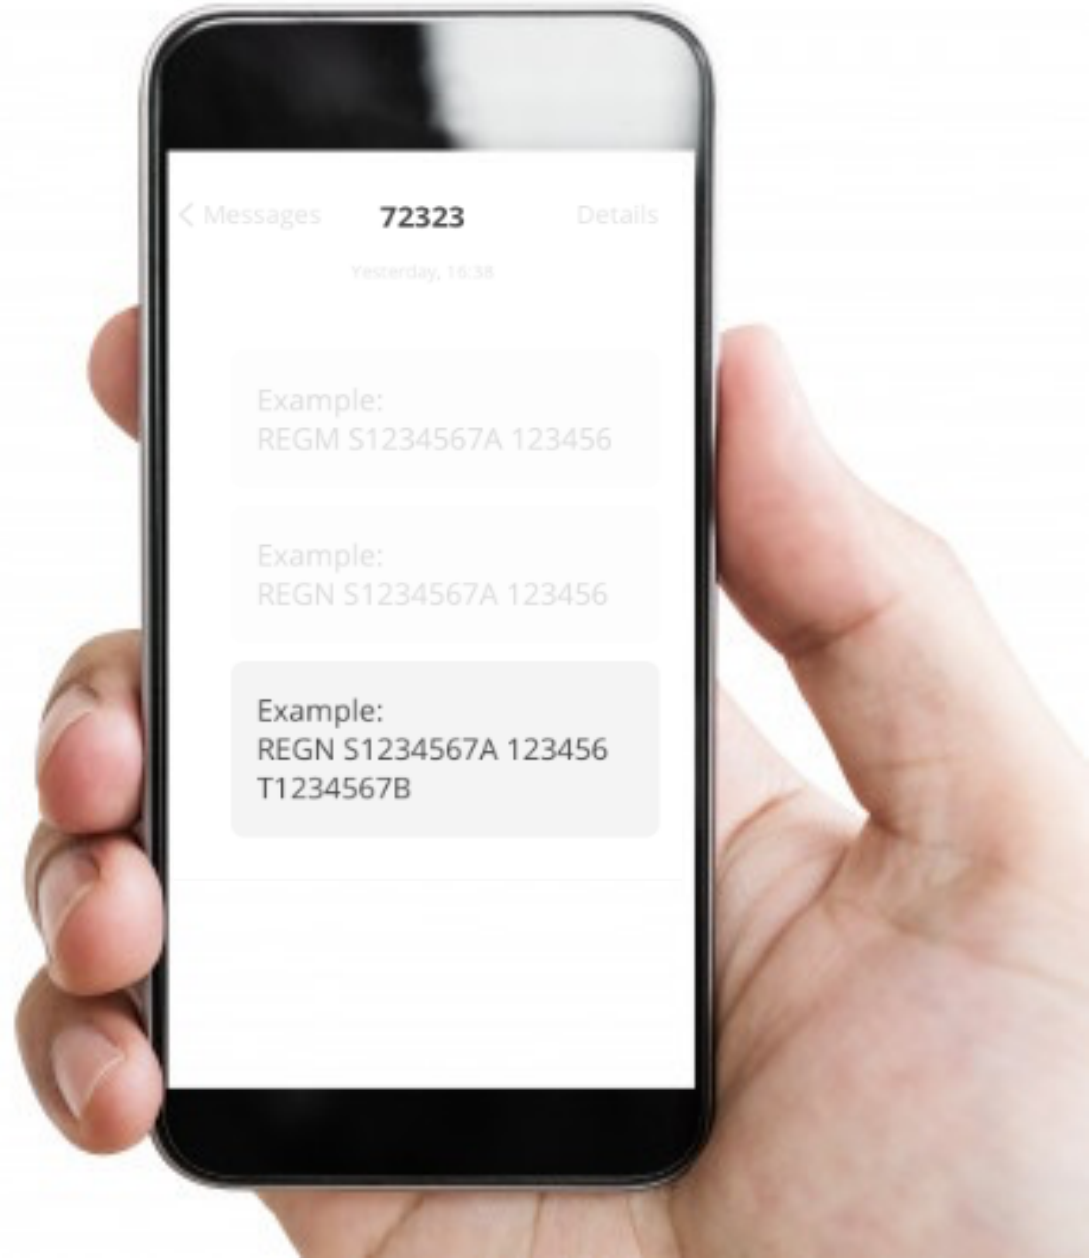 Messages
72323
Details
Yesterday, 16:38
Example:
REGM S1234567A 123456
Example:
REGN S1234567A 123456
Example:
REGN S1234567A 123456
T1234567B